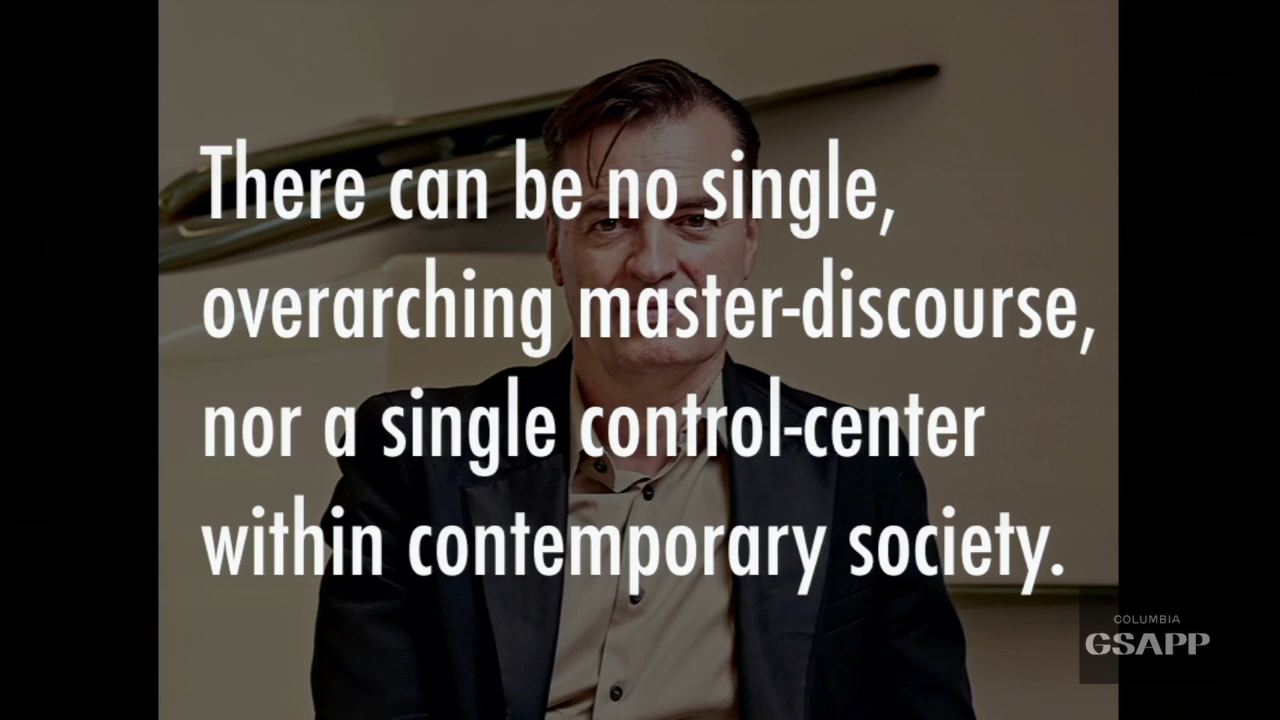 There can be no single,
overarching master-discourse,
nor a single control-center
within contemporary society.
COLUMBIA
GSAPP